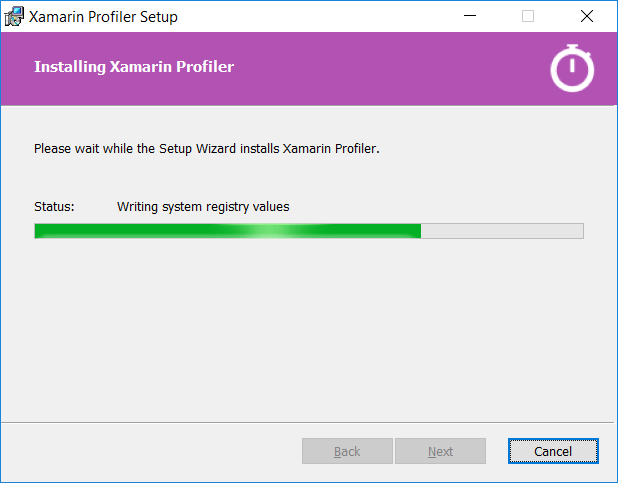 Xamarin Profiler Setup
Installing Xamarin Profiler
Please wait while the Setup Wizard installs Xamarin Profiler.
Status: Writing system registry values
Back Next Cancel